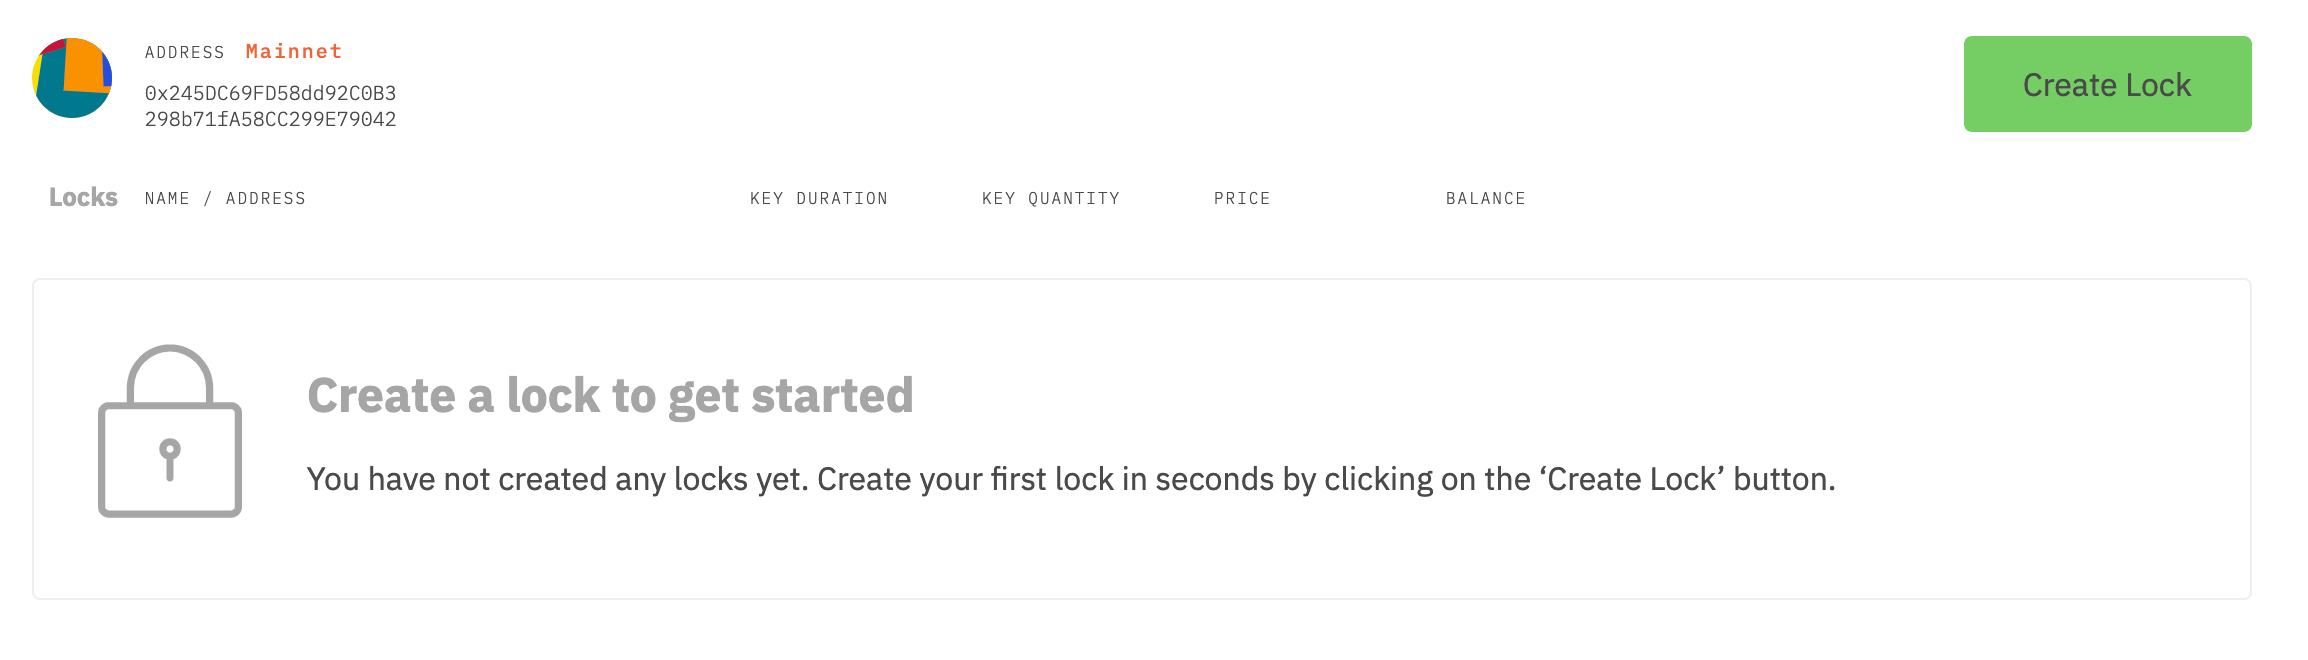 ADDRESS Mainnet
0x245DC69FD58dd92C0B3
298b71fA58CC299E79042
Create Lock
Locks NAME / ADDRESS KEY DURATION KEY QUANTITY PRICE BALANCE
Create a lock to get started
You have not created any locks yet. Create your first lock in seconds by clicking on the ‘Create Lock’ button.